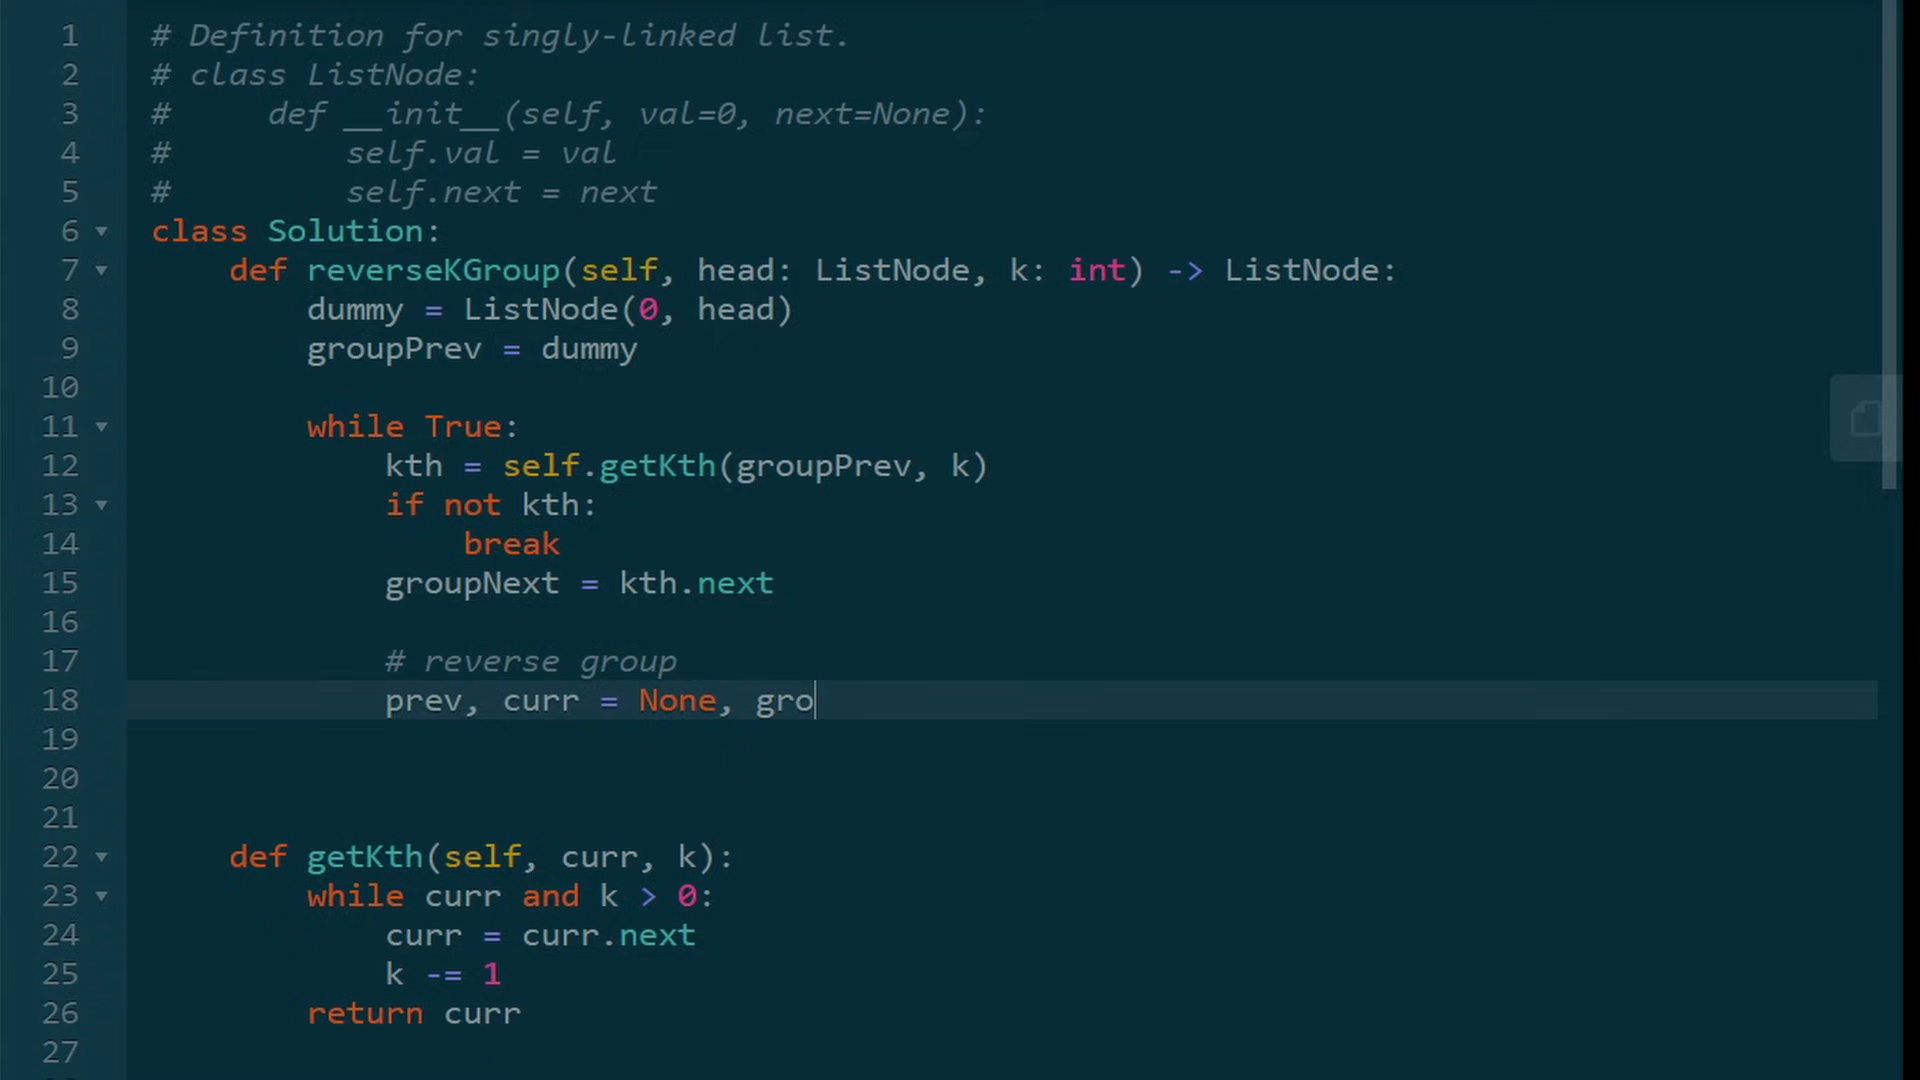 1 # Definition for singly-linked list.
2 # class ListNode:
3 #     def __init__(self, val=0, next=None):
4 #         self.val = val
5 #         self.next = next
6 class Solution:
7     def reverseKGroup(self, head: ListNode, k: int) -> ListNode:
8         dummy = ListNode(0, head)
9         groupPrev = dummy
10
11         while True:
12             kth = self.getKth(groupPrev, k)
13             if not kth:
14                 break
15             groupNext = kth.next
16
17             # reverse group
18             prev, curr = None, gro
19
20
21
22     def getKth(self, curr, k):
23         while curr and k > 0:
24             curr = curr.next
25             k -= 1
26         return curr
27